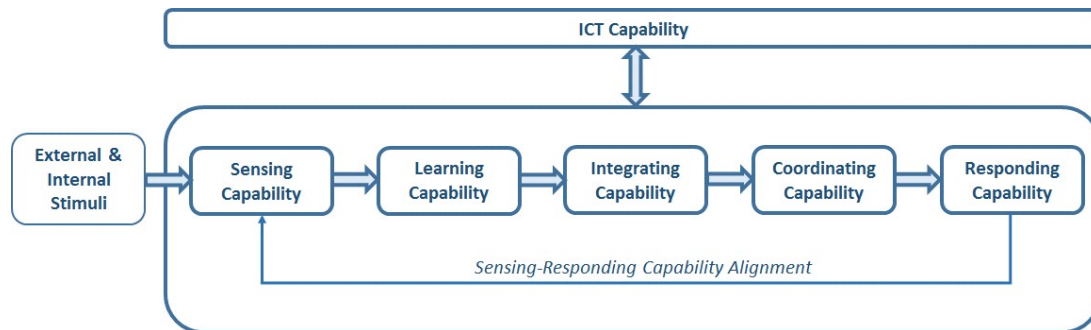 ICT Capability
External &
Internal
Stimuli
Sensing
Capability
Learning
Capability
Integrating
Capability
Coordinating
Capability
Responding
Capability
Sensing-Responding Capability Alignment